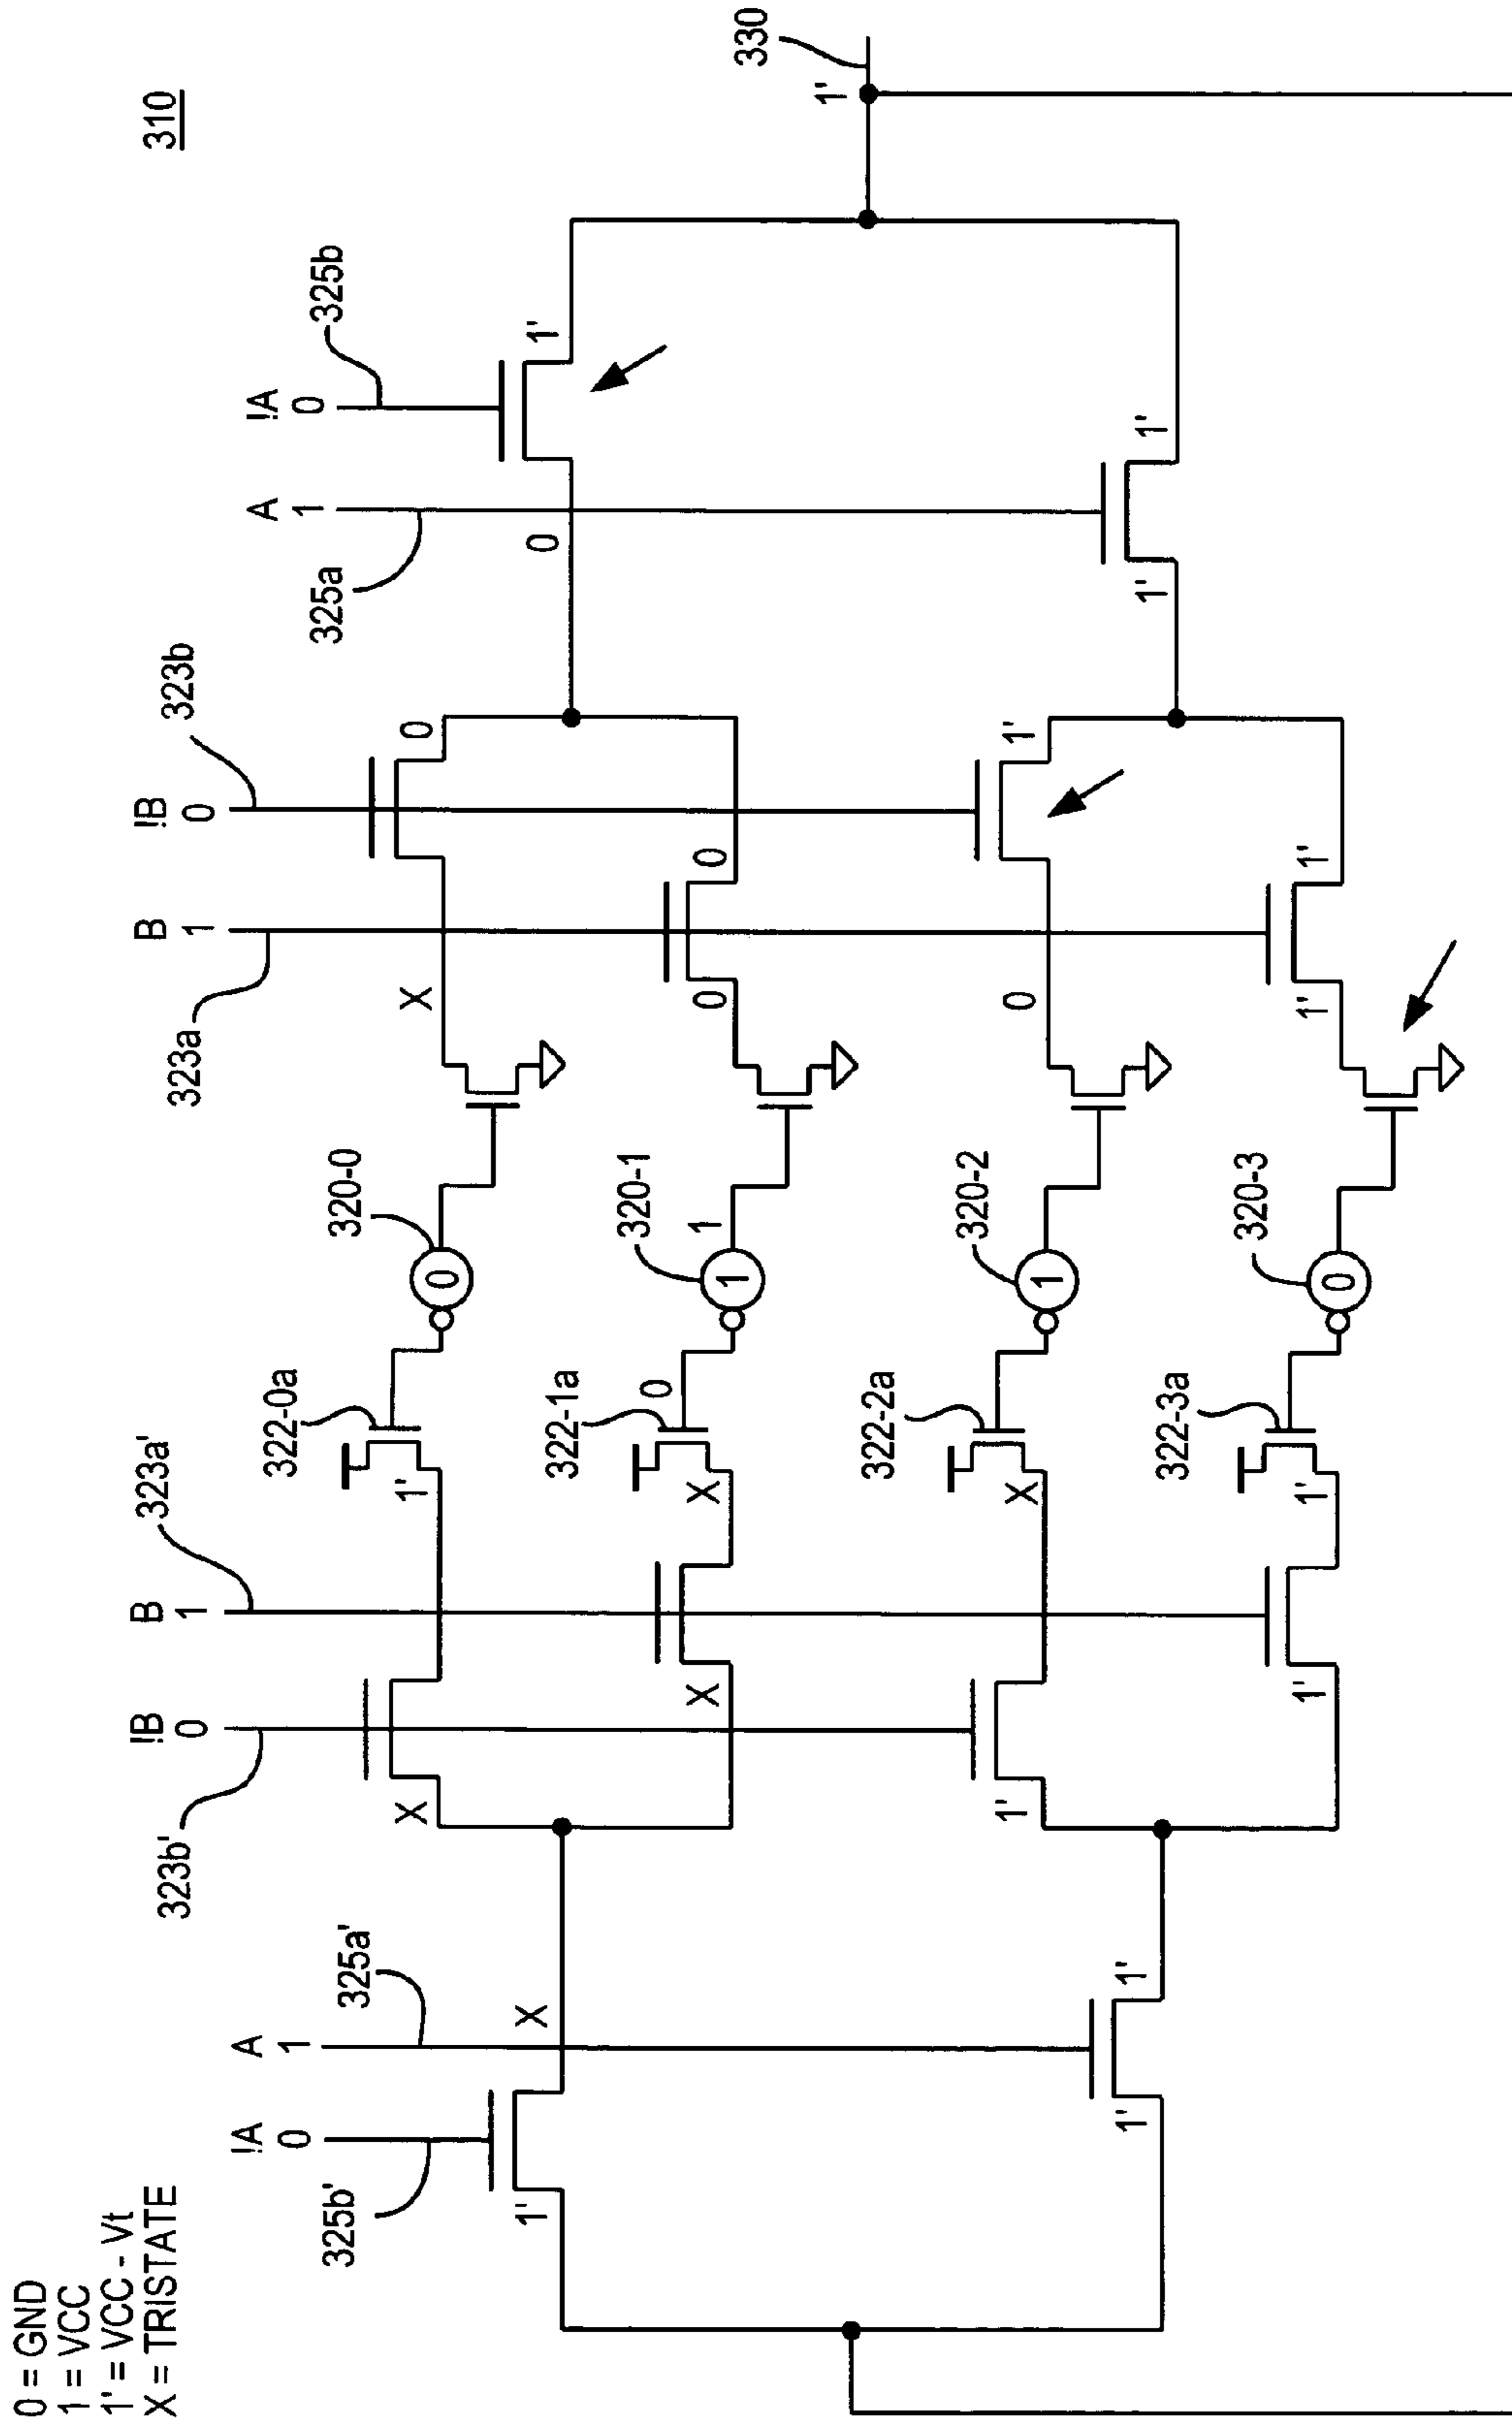 0 = GND
1 = VCC
1' = VCC - Vt
X = TRISTATE
310
!B
0
323b'
B
1
323a'
B
1
323a
!B
0
323b
!A
0
325b'
A
1
325a'
A
1
325a
!A
0
325b
322-0a
320-0
X
1'
0
X
0
1'
X
0
1'
322-1a
320-1
X
X
0
1
1
0
0
330
1'
322-2a
320-2
1'
X
1
0
1'
1'
1'
1'
1'
322-3a
320-3
1'
1'
0
1'
1'